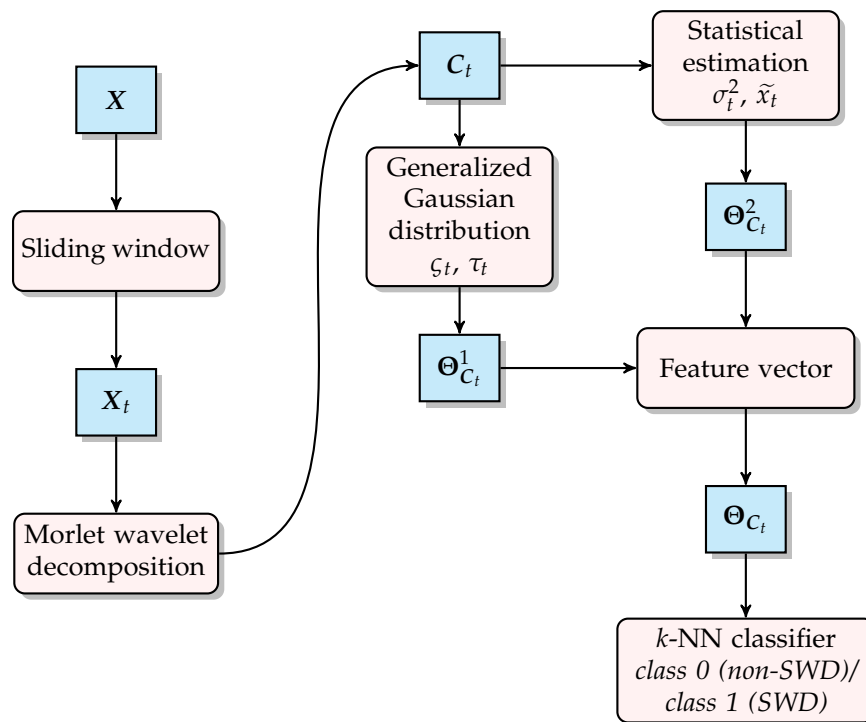 X
Sliding window
X_t
Morlet wavelet
decomposition
C_t
Generalized
Gaussian
distribution
ς_t, τ_t
Θ^1_{C_t}
Statistical
estimation
σ_t^2, x̃_t
Θ^2_{C_t}
Feature vector
Θ_{C_t}
k-NN classifier
class 0 (non-SWD)/
class 1 (SWD)